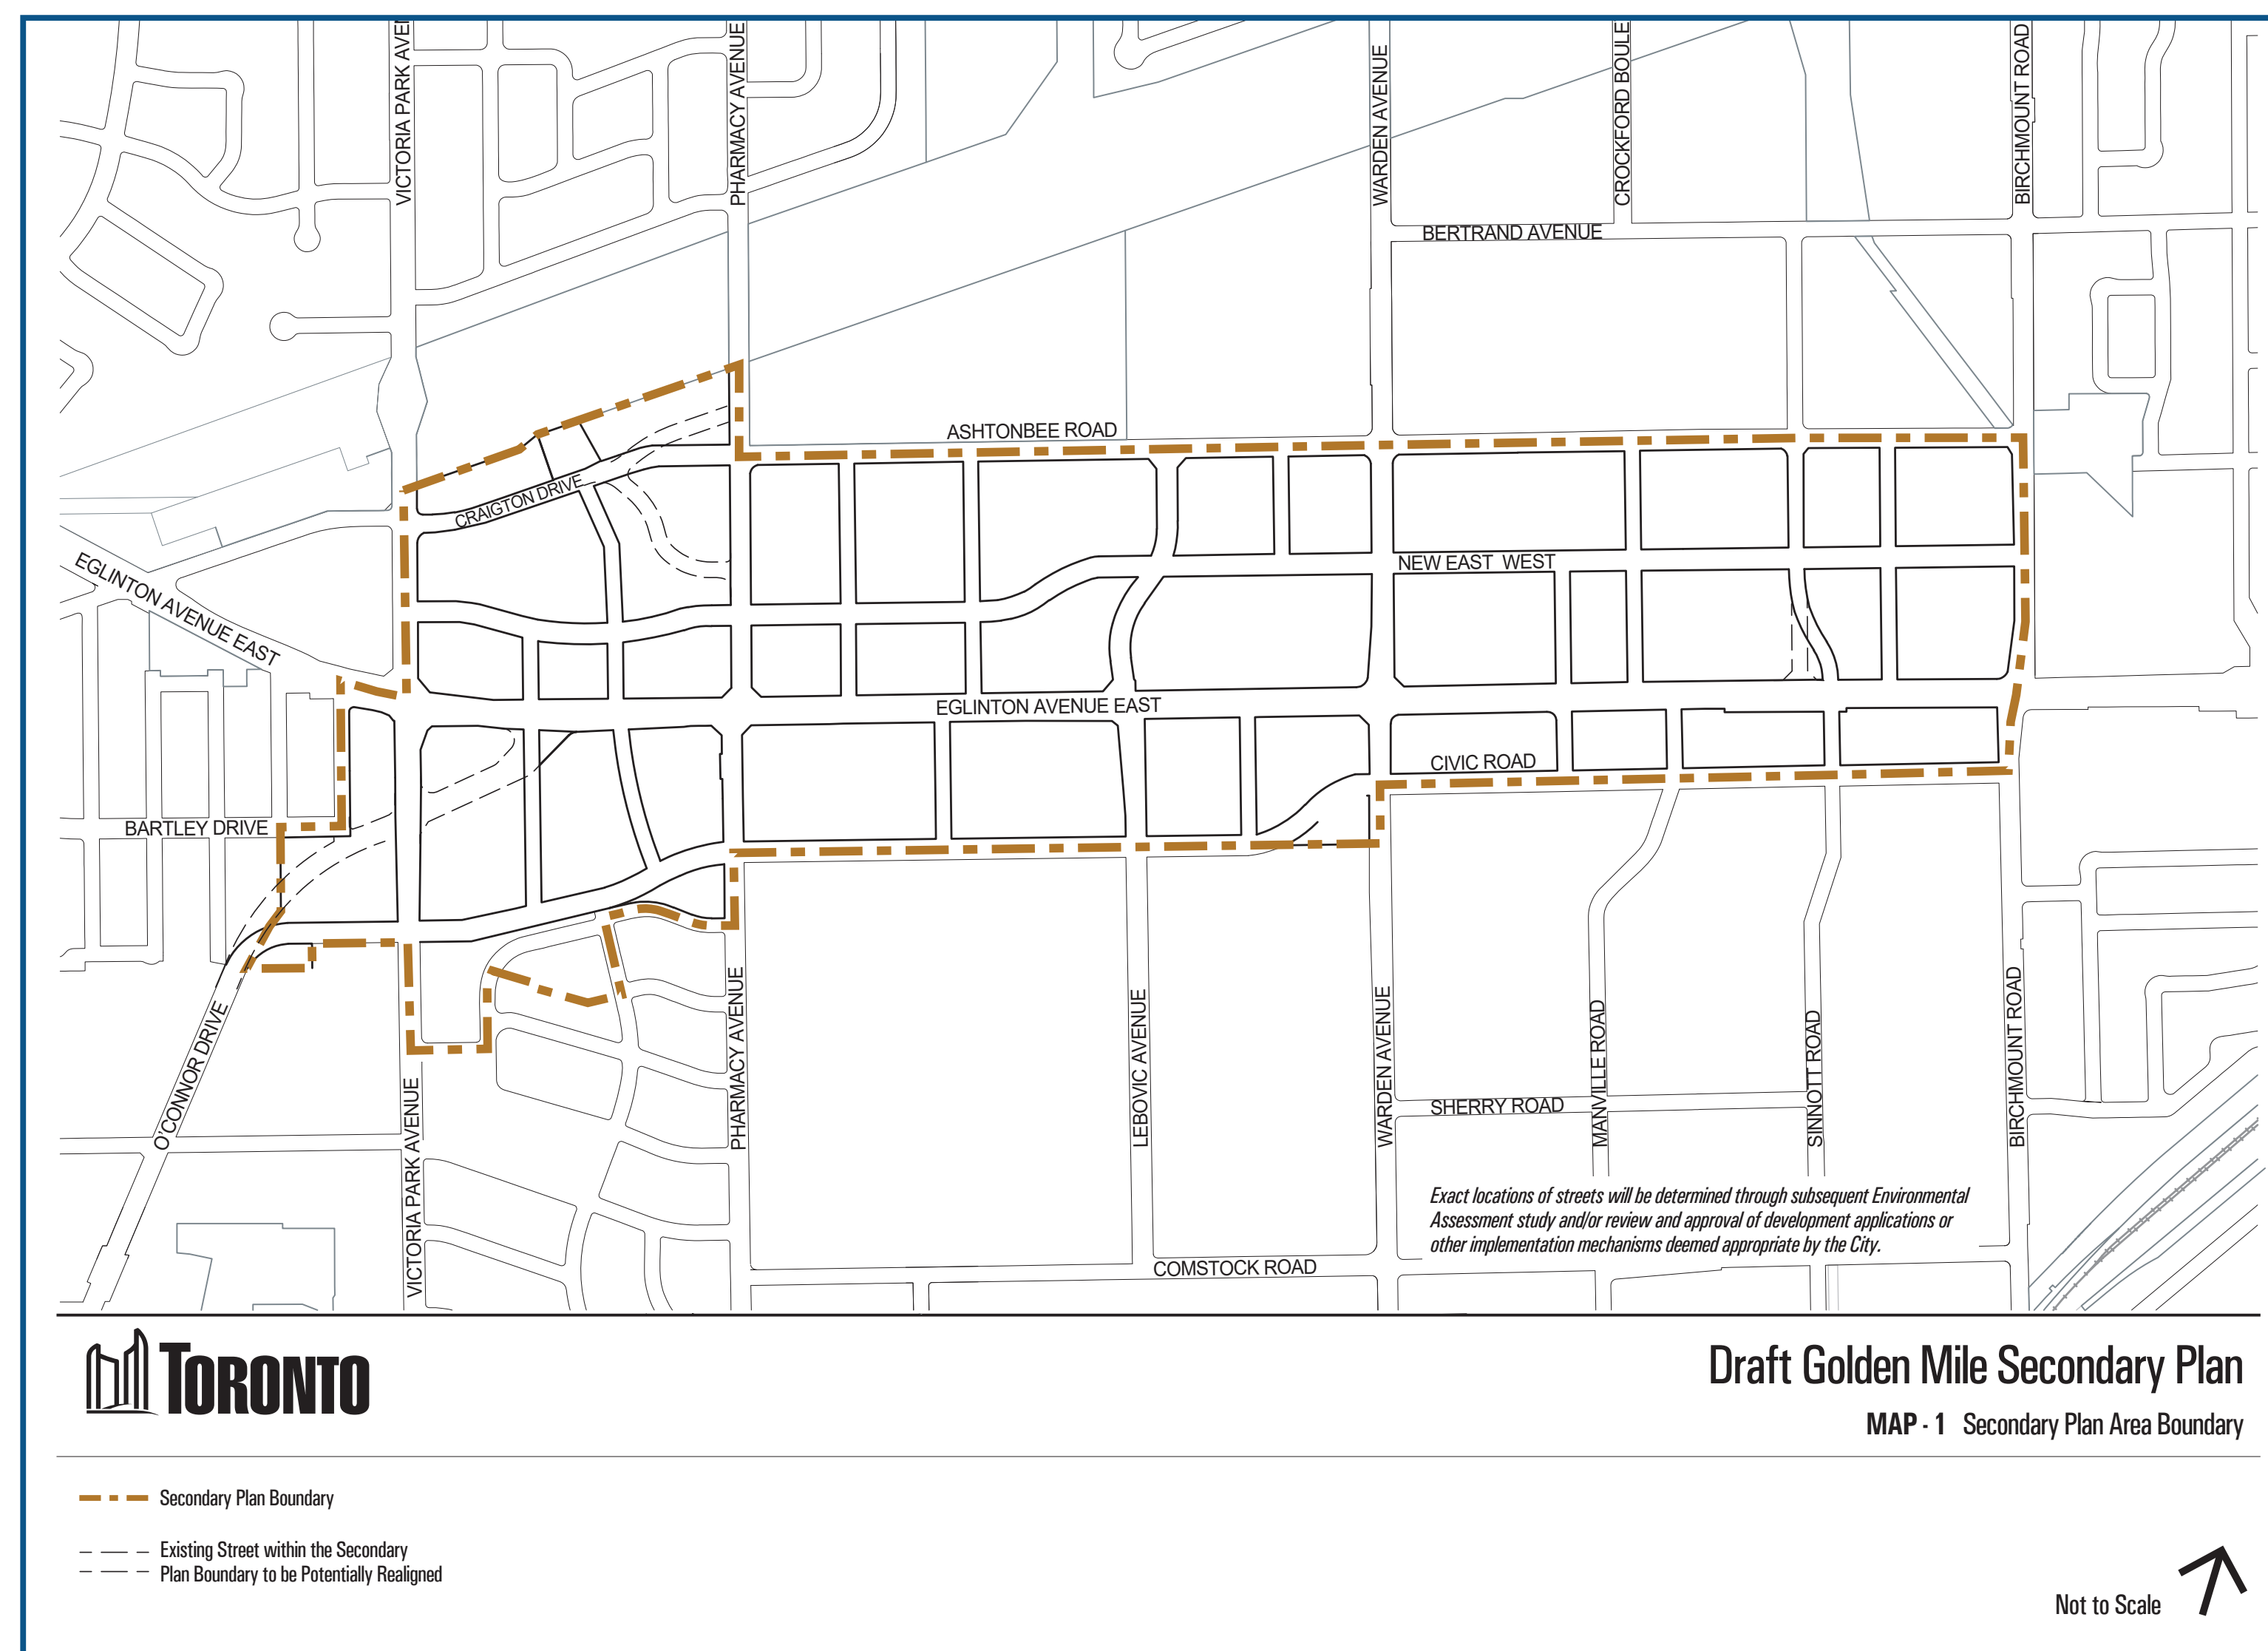 VICTORIA PARK AVEN
PHARMACY AVENUE
WARDEN AVENUE
CROCKFORD BOULE
BIRCHMOUNT ROAD
BERTRAND AVENUE
ASHTONBEE ROAD
CRAIGTON DRIVE
EGLINTON AVENUE EAST
NEW EAST WEST
EGLINTON AVENUE EAST
CIVIC ROAD
BARTLEY DRIVE
O'CONNOR DRIVE
VICTORIA PARK AVENUE
PHARMACY AVENUE
LEBOVIC AVENUE
WARDEN AVENUE
MANVILLE ROAD
SINNOTT ROAD
BIRCHMOUNT ROAD
SHERRY ROAD
Exact locations of streets will be determined through subsequent Environmental
Assessment study and/or review and approval of development applications or
other implementation mechanisms deemed appropriate by the City.
COMSTOCK ROAD
TORONTO
Draft Golden Mile Secondary Plan
MAP - 1 Secondary Plan Area Boundary
Secondary Plan Boundary
Existing Street within the Secondary
Plan Boundary to be Potentially Realigned
Not to Scale